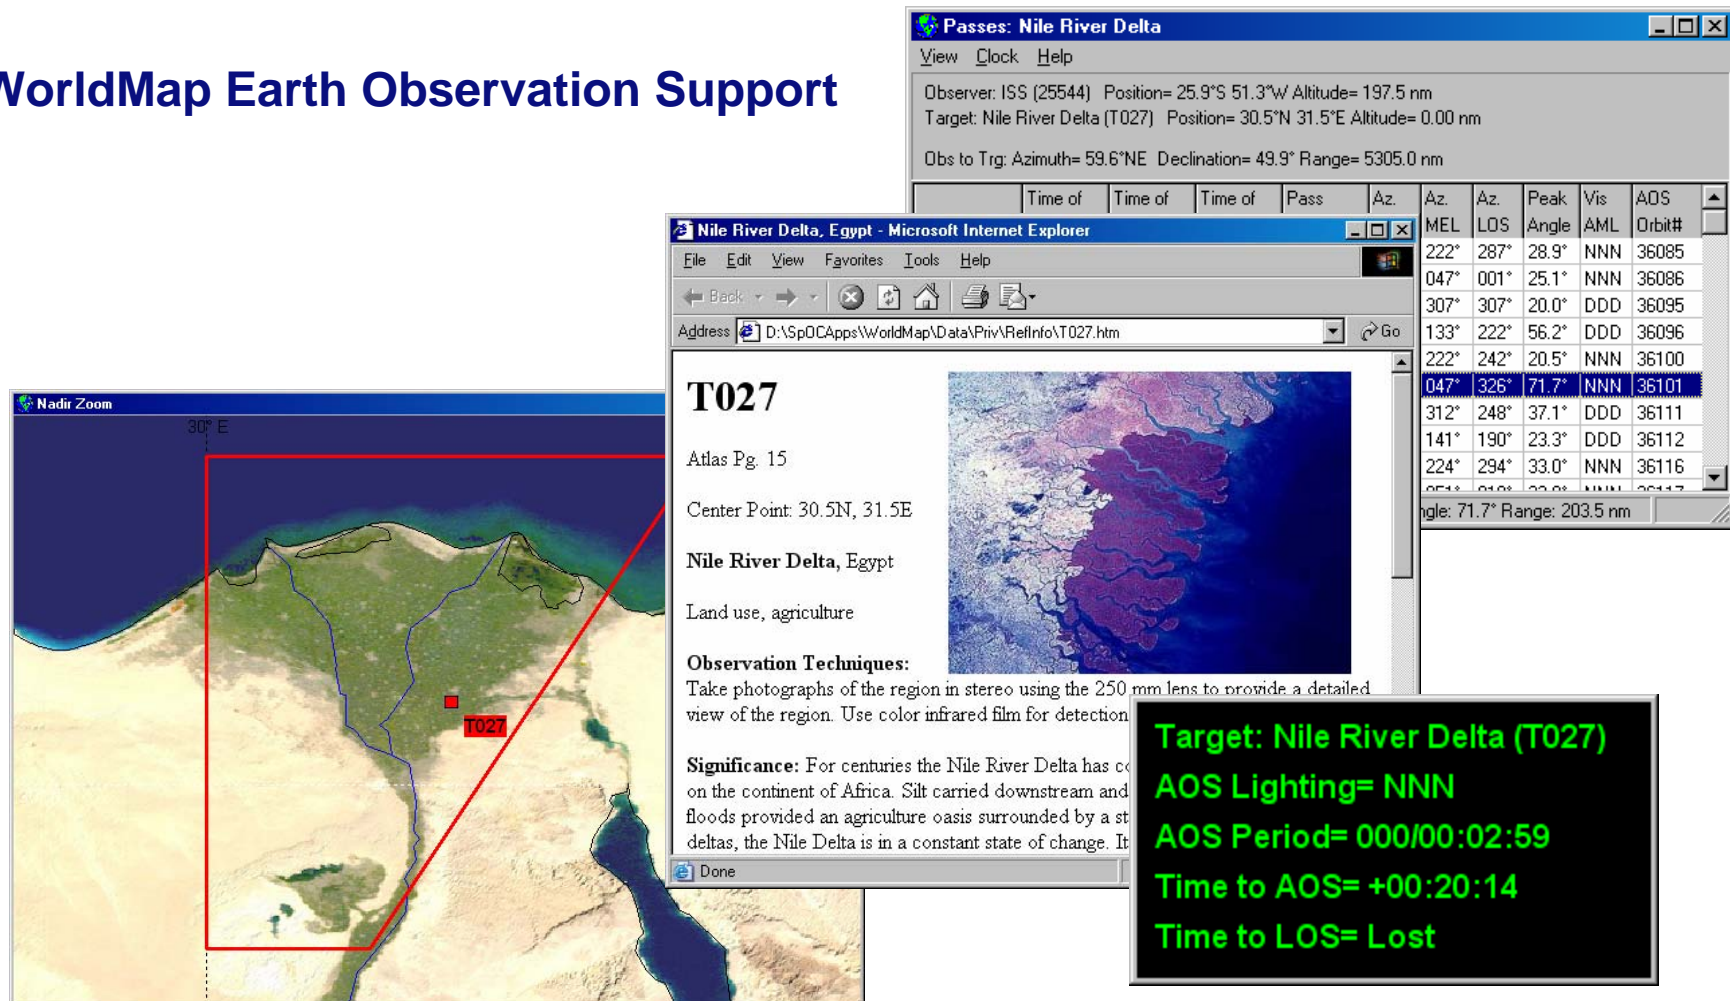 WorldMap Earth Observation Support
Passes: Nile River Delta
View Clock Help
Observer: ISS (25544) Position= 25.9°S 51.3°W Altitude= 197.5 nm
Target: Nile River Delta (T027) Position= 30.5°N 31.5°E Altitude= 0.00 nm
Obs to Trg: Azimuth= 59.6°NE Declination= 49.9° Range= 5305.0 nm
Time of Time of Time of Pass Az. Az. Az. Peak Vis AOS
MEL LOS Angle AML Orbit#
222° 287° 28.9° NNN 36085
047° 001° 25.1° NNN 36086
307° 307° 20.0° DDD 36095
133° 222° 56.2° DDD 36096
222° 242° 20.5° NNN 36100
047° 326° 71.7° NNN 36101
312° 248° 37.1° DDD 36111
141° 190° 23.3° DDD 36112
224° 294° 33.0° NNN 36116
ngle: 71.7° Range: 203.5 nm
Nile River Delta, Egypt - Microsoft Internet Explorer
File Edit View Favorites Tools Help
Back
Address D:\SpOCApps\WorldMap\Data\Priv\RefInfo\T027.htm Go
T027
Atlas Pg. 15
Center Point: 30.5N, 31.5E
Nile River Delta, Egypt
Land use, agriculture
Observation Techniques:
Take photographs of the region in stereo using the 250 mm lens to provide a detailed
view of the region. Use color infrared film for detection
Significance: For centuries the Nile River Delta has
on the continent of Africa. Silt carried downstream and
floods provided an agriculture oasis surrounded by a
deltas, the Nile Delta is in a constant state of change. It
Done
Nadir Zoom
30° E
T027
Target: Nile River Delta (T027)
AOS Lighting= NNN
AOS Period= 000/00:02:59
Time to AOS= +00:20:14
Time to LOS= Lost